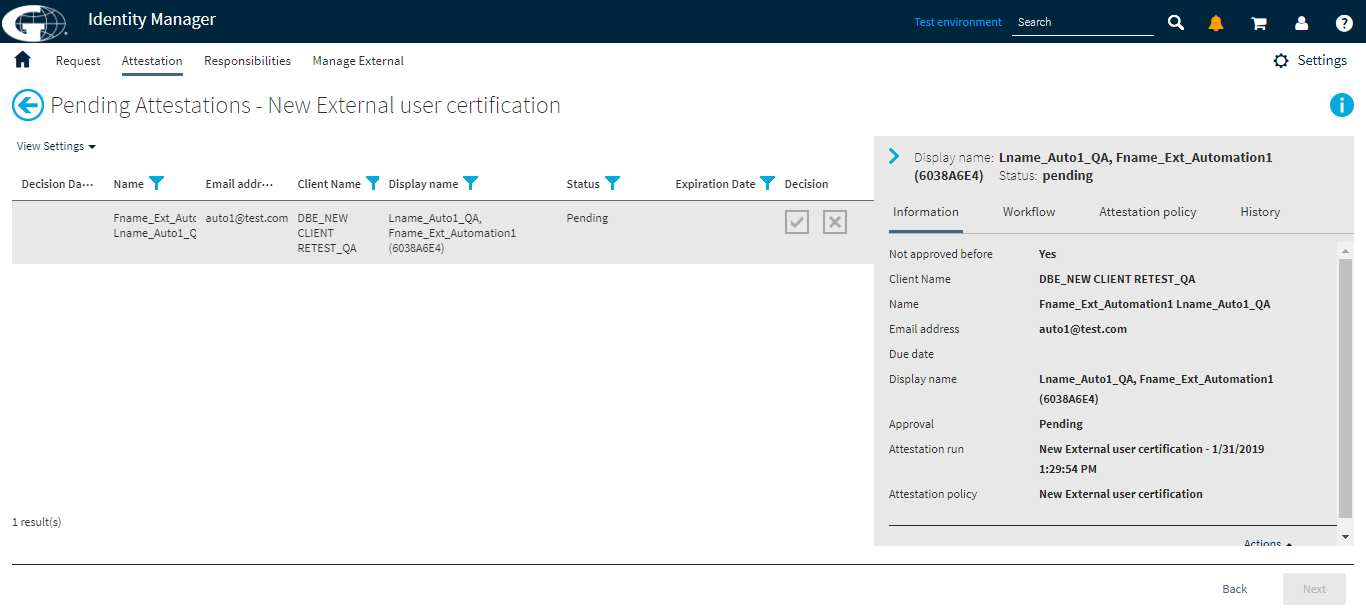 Identity Manager
Test environment
Search
Request
Attestation
Responsibilities
Manage External
Settings
Pending Attestations - New External user certification
View Settings
Decision Da...
Name
Email addr...
Client Name
Display name
Status
Expiration Date
Decision
Fname_Ext_Autc
Lname_Auto1_Q
auto1@test.com
DBE_NEW
CLIENT
RETEST_QA
Lname_Auto1_QA,
Fname_Ext_Automation1
(6038A6E4)
Pending
1 result(s)
Display name: Lname_Auto1_QA, Fname_Ext_Automation1
(6038A6E4) Status: pending
Information
Workflow
Attestation policy
History
Not approved before Yes
Client Name DBE_NEW CLIENT RETEST_QA
Name Fname_Ext_Automation1 Lname_Auto1_QA
Email address auto1@test.com
Due date
Display name Lname_Auto1_QA, Fname_Ext_Automation1
(6038A6E4)
Approval Pending
Attestation run New External user certification - 1/31/2019
1:29:54 PM
Attestation policy New External user certification
Actions
Back
Next